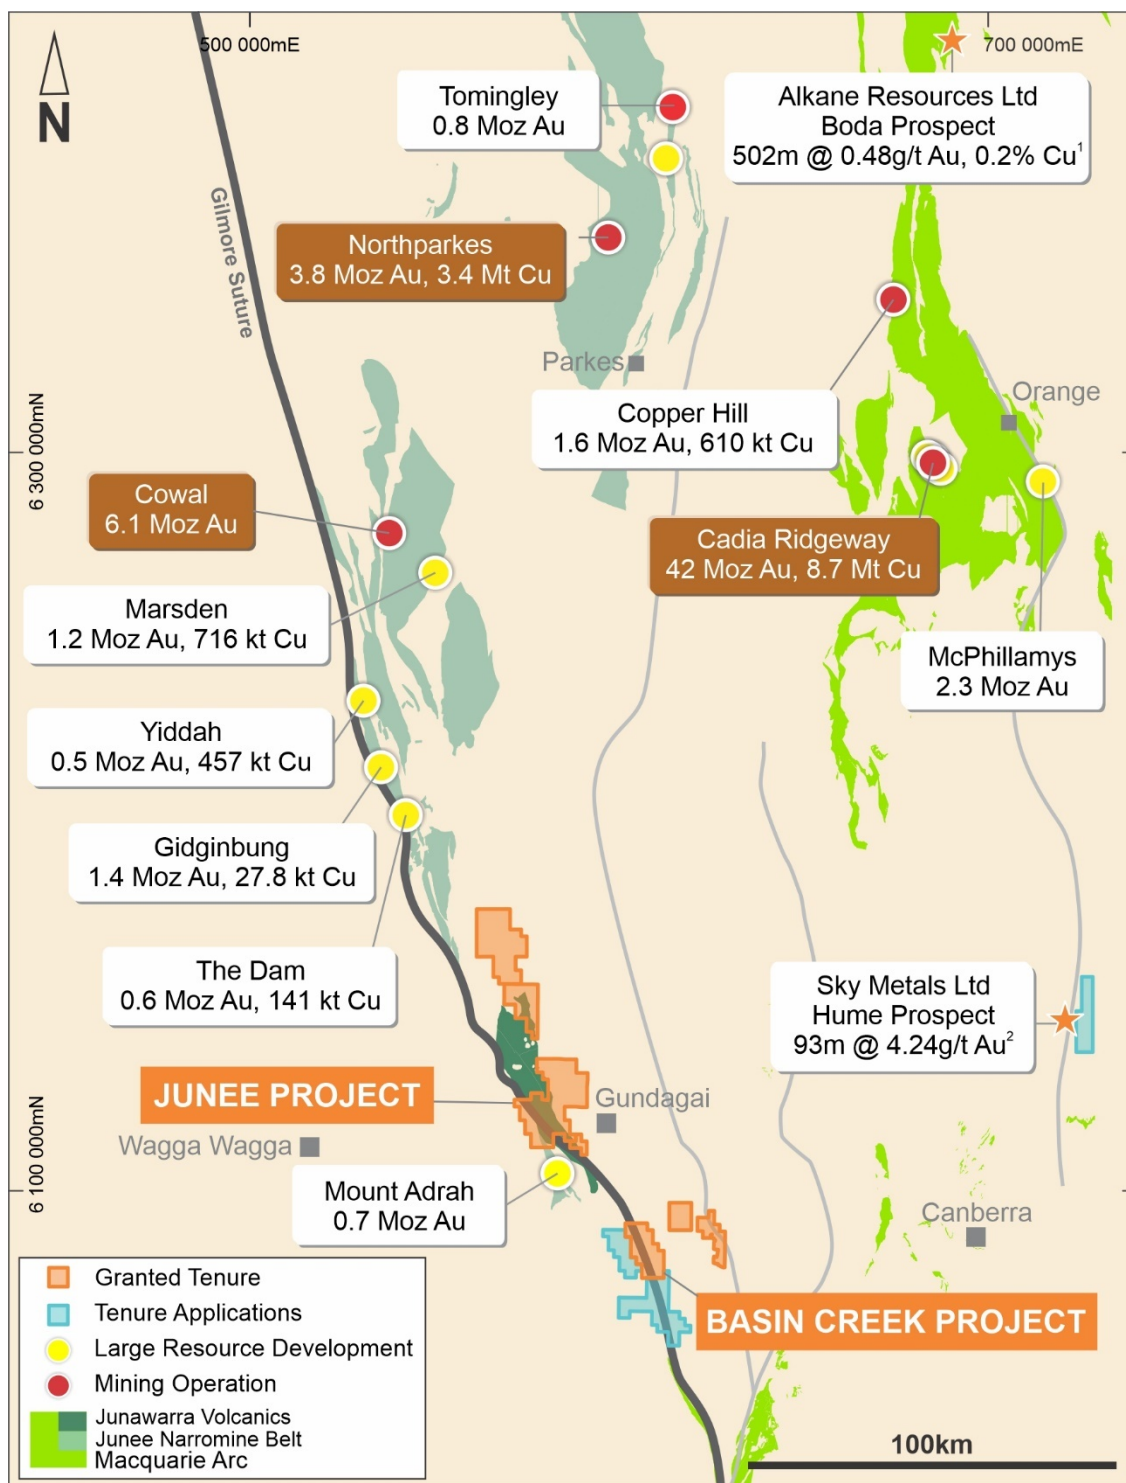 500 000mE
700 000mE
N
Tomingley
0.8 Moz Au
Alkane Resources Ltd
Boda Prospect
502m @ 0.48g/t Au, 0.2% Cu¹
Gilmore Suture
Northparkes
3.8 Moz Au, 3.4 Mt Cu
Parkes
Orange
Copper Hill
1.6 Moz Au, 610 kt Cu
6 300 000mN
Cowal
6.1 Moz Au
Cadia Ridgeway
42 Moz Au, 8.7 Mt Cu
Marsden
1.2 Moz Au, 716 kt Cu
McPhillamys
2.3 Moz Au
Yiddah
0.5 Moz Au, 457 kt Cu
Gidginbung
1.4 Moz Au, 27.8 kt Cu
The Dam
0.6 Moz Au, 141 kt Cu
Sky Metals Ltd
Hume Prospect
93m @ 4.24g/t Au²
JUNEE PROJECT
Gundagai
Wagga Wagga
6 100 000mN
Mount Adrah
0.7 Moz Au
Canberra
BASIN CREEK PROJECT
Granted Tenure
Tenure Applications
Large Resource Development
Mining Operation
Junawarra Volcanics
Junee Narromine Belt
Macquarie Arc
100km